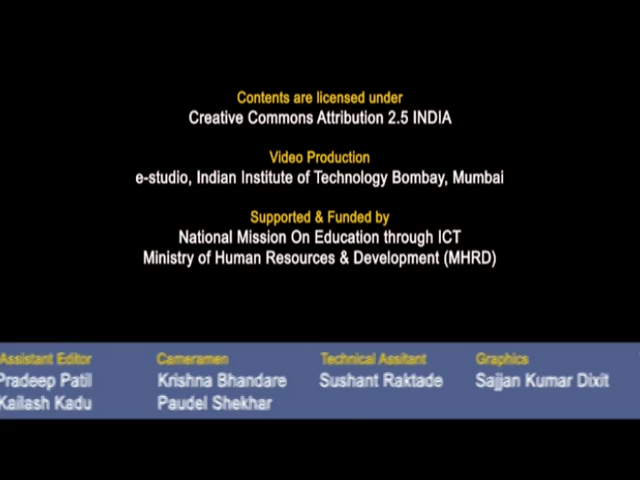 Contents are licensed under
Creative Commons Attribution 2.5 INDIA
Video Production
e-studio, Indian Institute of Technology Bombay, Mumbai
Supported & Funded by
National Mission On Education through ICT
Ministry of Human Resources & Development (MHRD)
Assistant Editor Cameramen Technical Assitant Graphics
Pradeep Patil Krishna Bhandare Sushant Raktade Sajjan Kumar Dixit
Kailash Kadu Paudel Shekhar